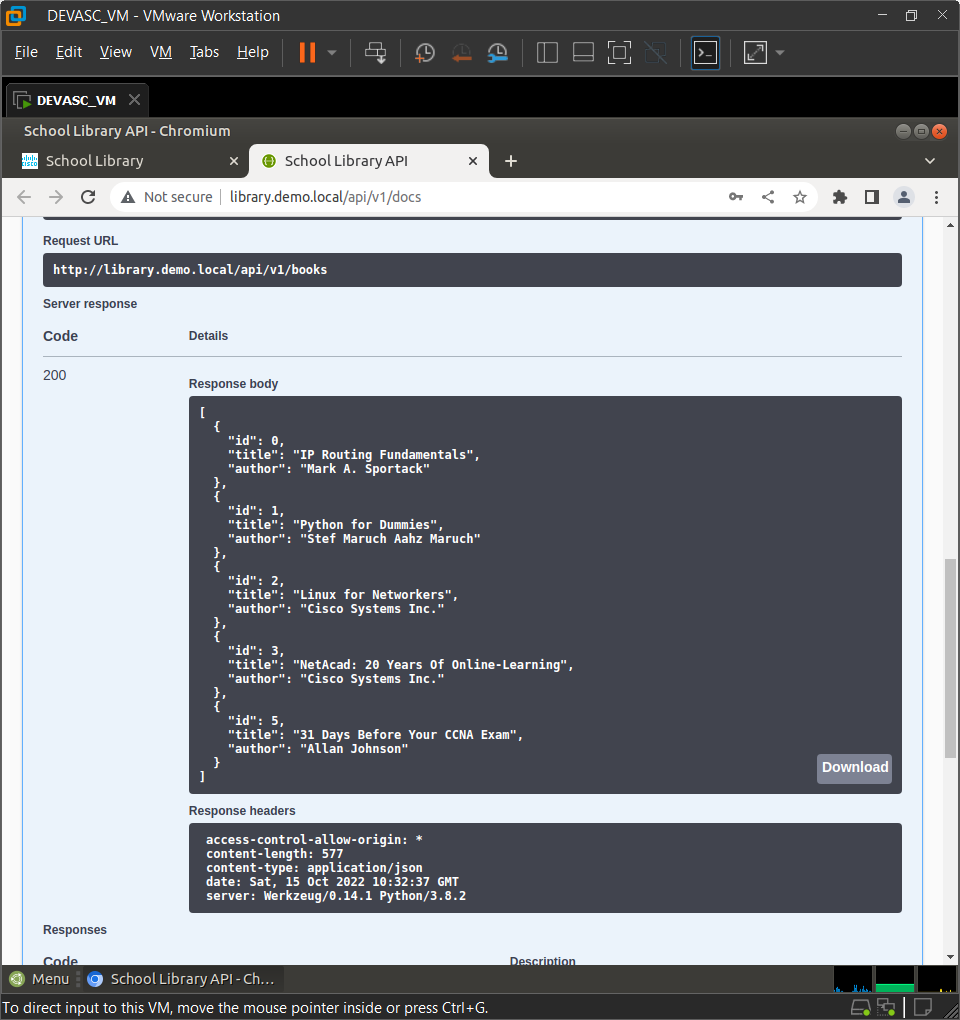 DEVASC_VM - VMware Workstation
File Edit View VM Tabs Help
DEVASC_VM
School Library API - Chromium
School Library
School Library API
Not secure library.demo.local/api/v1/docs
Request URL
http://library.demo.local/api/v1/books
Server response
Code Details
200
Response body
[
{
"id": 0,
"title": "IP Routing Fundamentals",
"author": "Mark A. Sportack"
},
{
"id": 1,
"title": "Python for Dummies",
"author": "Stef Maruch Aahz Maruch"
},
{
"id": 2,
"title": "Linux for Networkers",
"author": "Cisco Systems Inc."
},
{
"id": 3,
"title": "NetAcad: 20 Years Of Online-Learning",
"author": "Cisco Systems Inc."
},
{
"id": 5,
"title": "31 Days Before Your CCNA Exam",
"author": "Allan Johnson"
}
]
Download
Response headers
access-control-allow-origin: *
content-length: 577
content-type: application/json
date: Sat, 15 Oct 2022 10:32:37 GMT
server: Werkzeug/0.14.1 Python/3.8.2
Responses
Code Description
Menu School Library API - Ch...
To direct input to this VM, move the mouse pointer inside or press Ctrl+G.